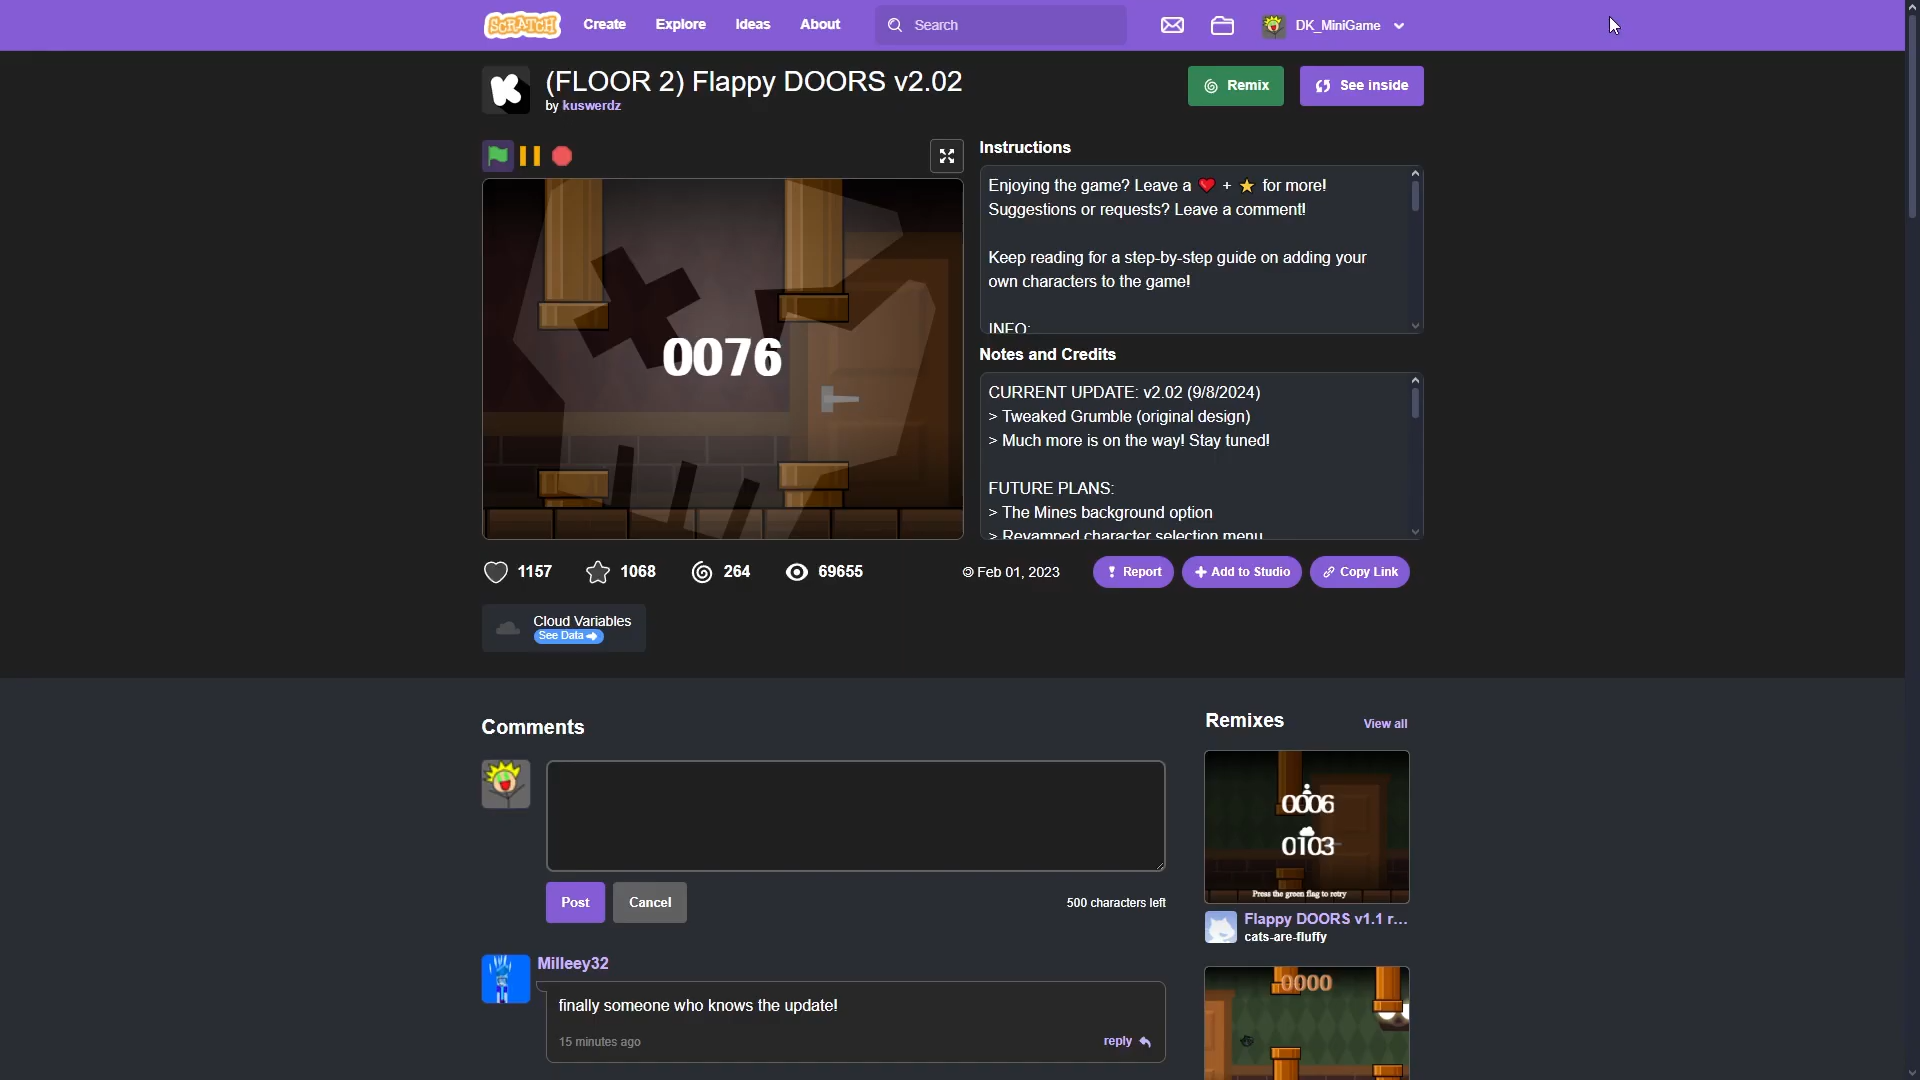 SCRATCH
Create
Explore
Ideas
About
Search
DK_MiniGame
K
(FLOOR 2) Flappy DOORS v2.02
by kuswerdz
Remix
See inside
Instructions
Enjoying the game? Leave a ❤️ + ⭐ for more!
Suggestions or requests? Leave a comment!
Keep reading for a step-by-step guide on adding your
own characters to the game!
INFO:
0076
Notes and Credits
CURRENT UPDATE: v2.02 (9/8/2024)
> Tweaked Grumble (original design)
> Much more is on the way! Stay tuned!
FUTURE PLANS:
> The Mines background option
> Revamped character selection menu
1157
1068
264
69655
© Feb 01, 2023
Report
Add to Studio
Copy Link
Cloud Variables
See Data
Comments
Post
Cancel
500 characters left
Milleey32
finally someone who knows the update!
15 minutes ago
reply
Remixes
View all
0006
0103
Press the green flag to retry
Flappy DOORS v1.1 r...
cats-are-fluffy
0000